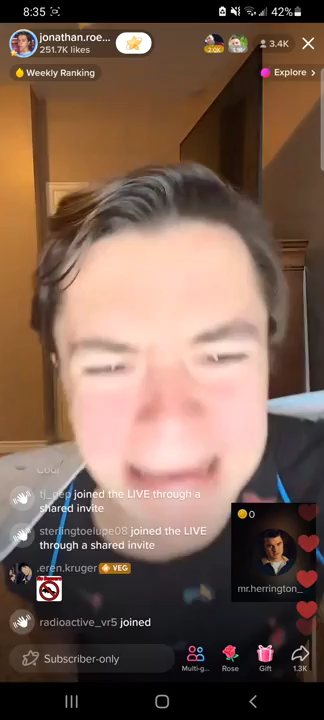 8:35
42%
jonathan.roe...
251.7K likes
3.4K
Weekly Ranking
Explore >
joined the LIVE through a
shared invite
sterlingtoelupe08 joined the LIVE
through a shared invite
0
.eren.kruger VEG
mr.herrington_
radioactive_vr5 joined
Subscriber-only
Multi-g...
Rose
Gift
1.3K